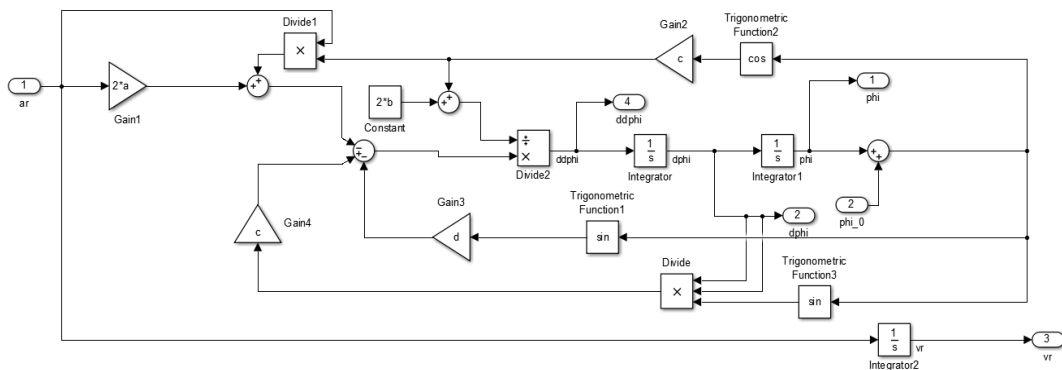 Divide1
×
Gain2
c
Trigonometric
Function2
cos
1
ar
2*a
Gain1
++
2*b
Constant
++
4
ddphi
1
phi
÷
×
Divide2
ddphi
1
s
Integrator
dphi
1
s
Integrator1
phi
++
2
phi_0
−+−
Gain4
c
Gain3
d
Trigonometric
Function1
sin
2
dphi
Divide
×
Trigonometric
Function3
sin
1
s
Integrator2
vr
3
vr